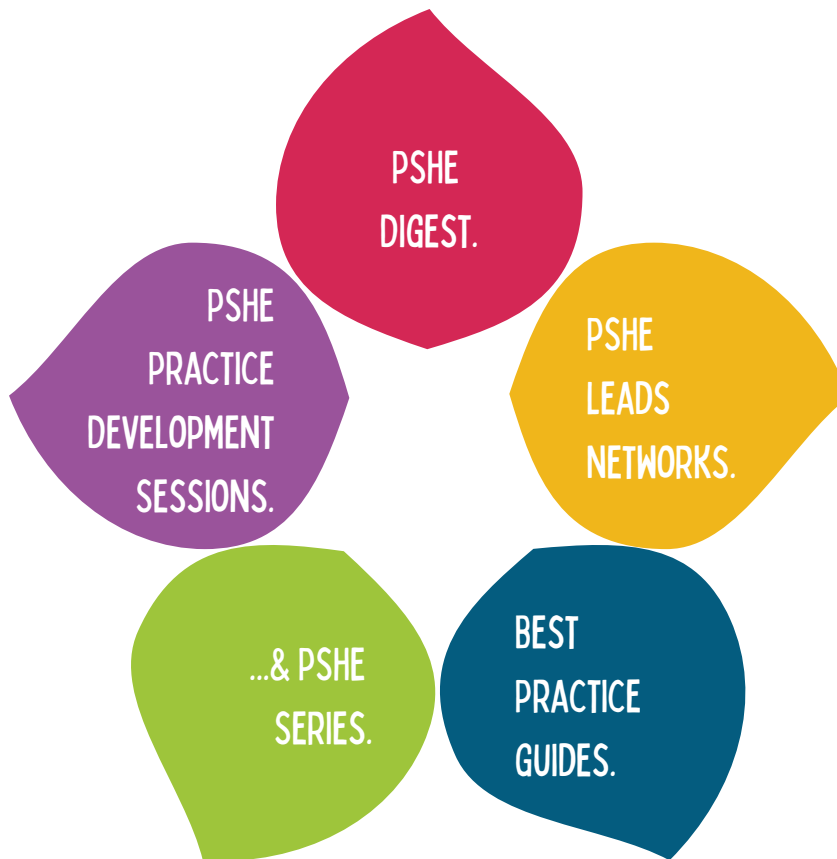 PSHE
DIGEST.
PSHE
LEADS
NETWORKS.
BEST
PRACTICE
GUIDES.
...& PSHE
SERIES.
PSHE
PRACTICE
DEVELOPMENT
SESSIONS.